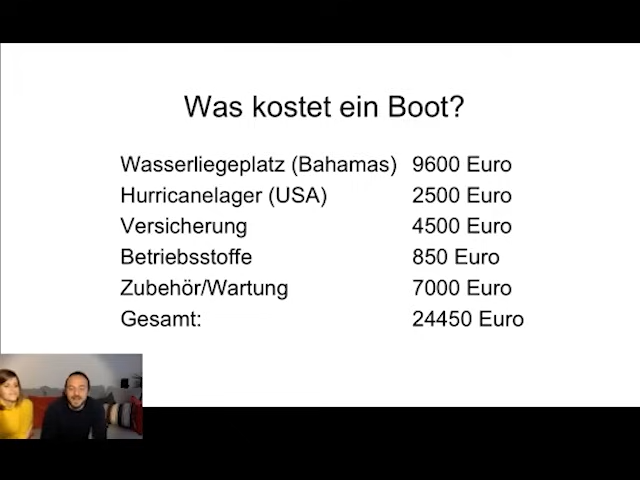 Was kostet ein Boot?
Wasserliegeplatz (Bahamas) 9600 Euro
Hurricanelager (USA) 2500 Euro
Versicherung 4500 Euro
Betriebsstoffe 850 Euro
Zubehör/Wartung 7000 Euro
Gesamt: 24450 Euro